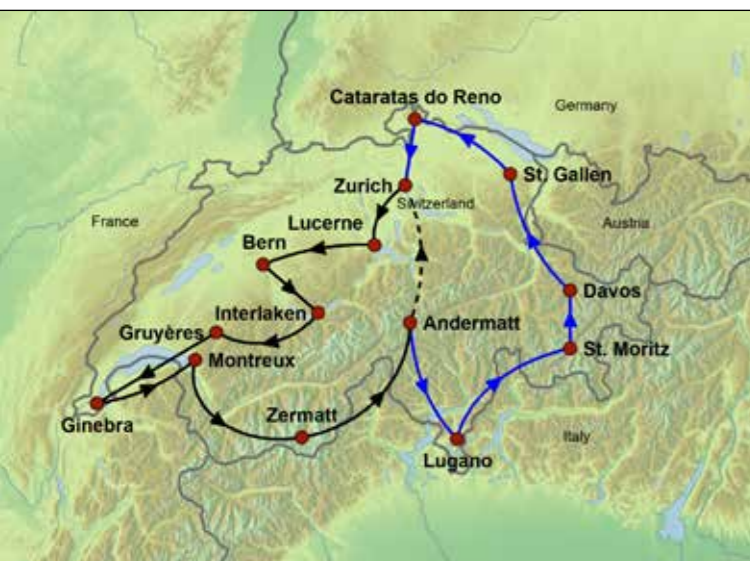 Cataratas do Reno
Germany
St. Gallen
Zurich
Switzerland
France
Lucerne
Austria
Bern
Davos
Interlaken
Andermatt
Gruyères
St. Moritz
Montreux
Zermatt
Ginebra
Italy
Lugano